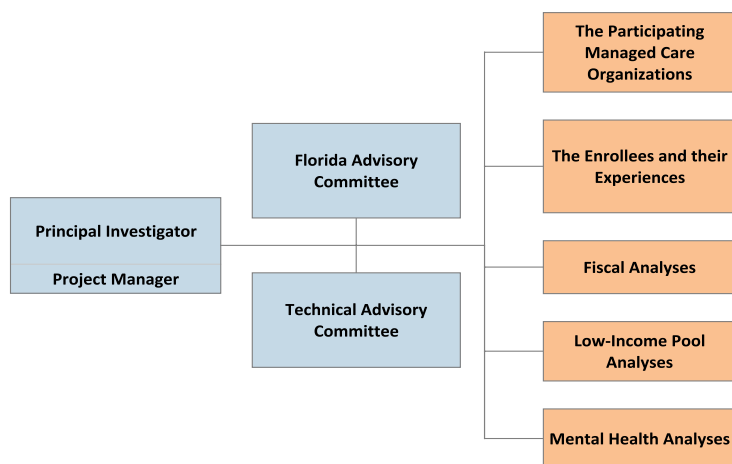 Principal Investigator
Project Manager
Florida Advisory
Committee
Technical Advisory
Committee
The Participating
Managed Care
Organizations
The Enrollees and their
Experiences
Fiscal Analyses
Low-Income Pool
Analyses
Mental Health Analyses